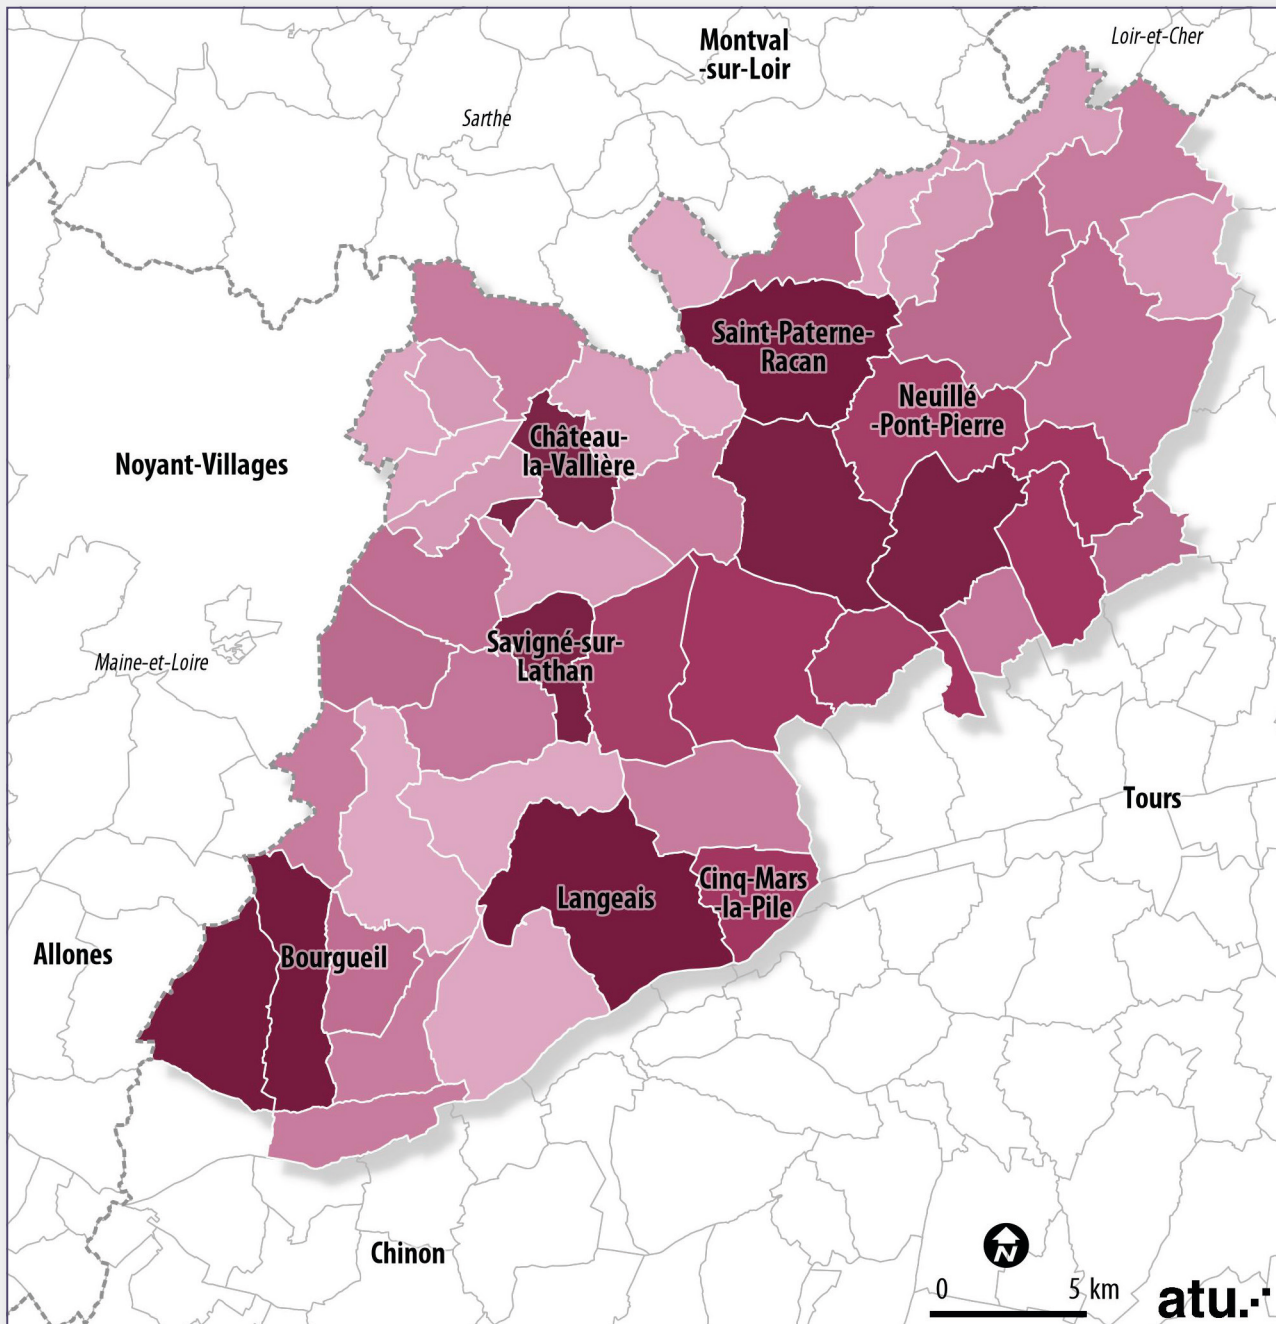 Montval
-sur-Loir
Loir-et-Cher
Sarthe
Saint-Paterne-
Racan
Neuillé
-Pont-Pierre
Château-
la-Vallière
Noyant-Villages
Savigné-sur-
Lathan
Maine-et-Loire
Tours
Cinq-Mars
-la-Pile
Langeais
Allones
Bourgueil
Chinon
N
0 5 km
atu.